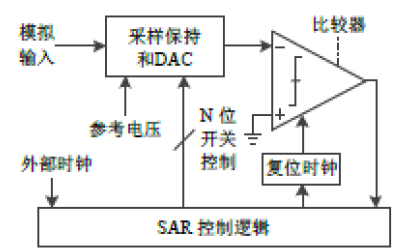 模拟
输入
采样保持
和DAC
比较器
参考电压
N 位
开关
控制
外部时钟
复位时钟
SAR 控制逻辑